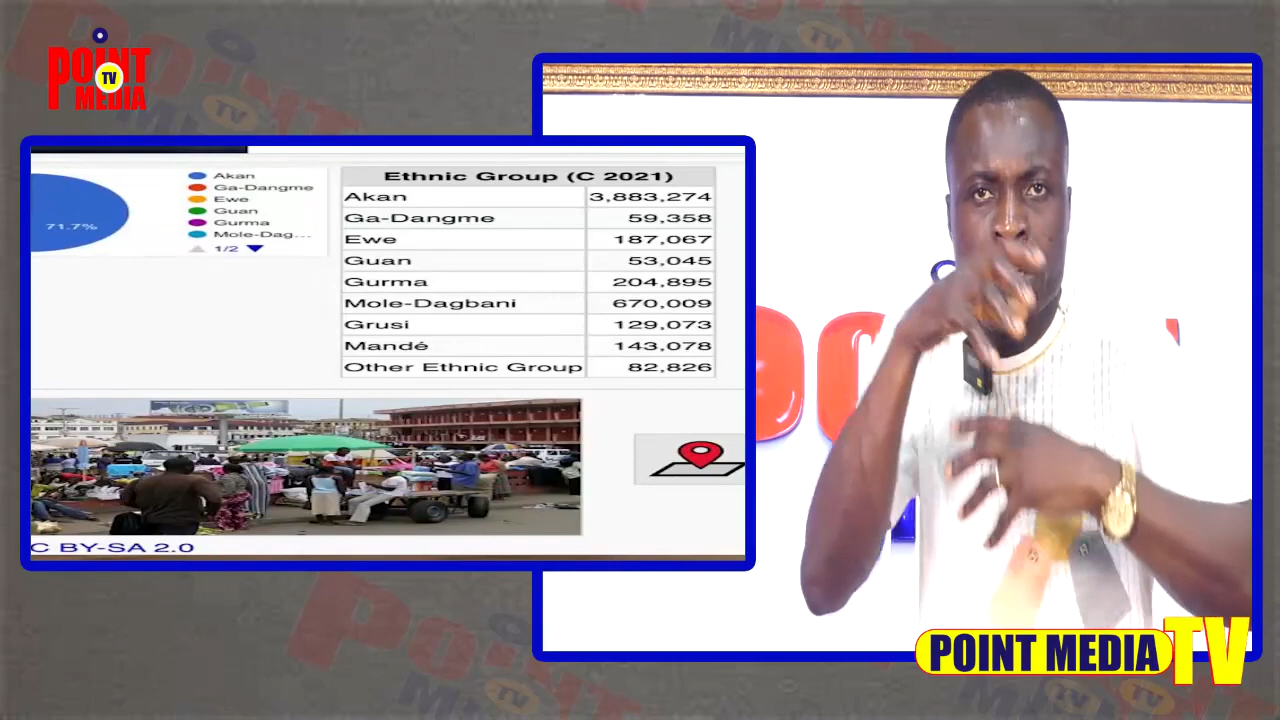 POINT
TV
MEDIA
Akan
Ga-Dangme
Ewe
Guan
Gurma
Mole-Dag...
1/2
71.7%
Ethnic Group (C 2021)
Akan 3,883,274
Ga-Dangme 59,358
Ewe 187,067
Guan 53,045
Gurma 204,895
Mole-Dagbani 670,009
Grusi 129,073
Mandé 143,078
Other Ethnic Group 82,826
C BY-SA 2.0
POINT MEDIA TV